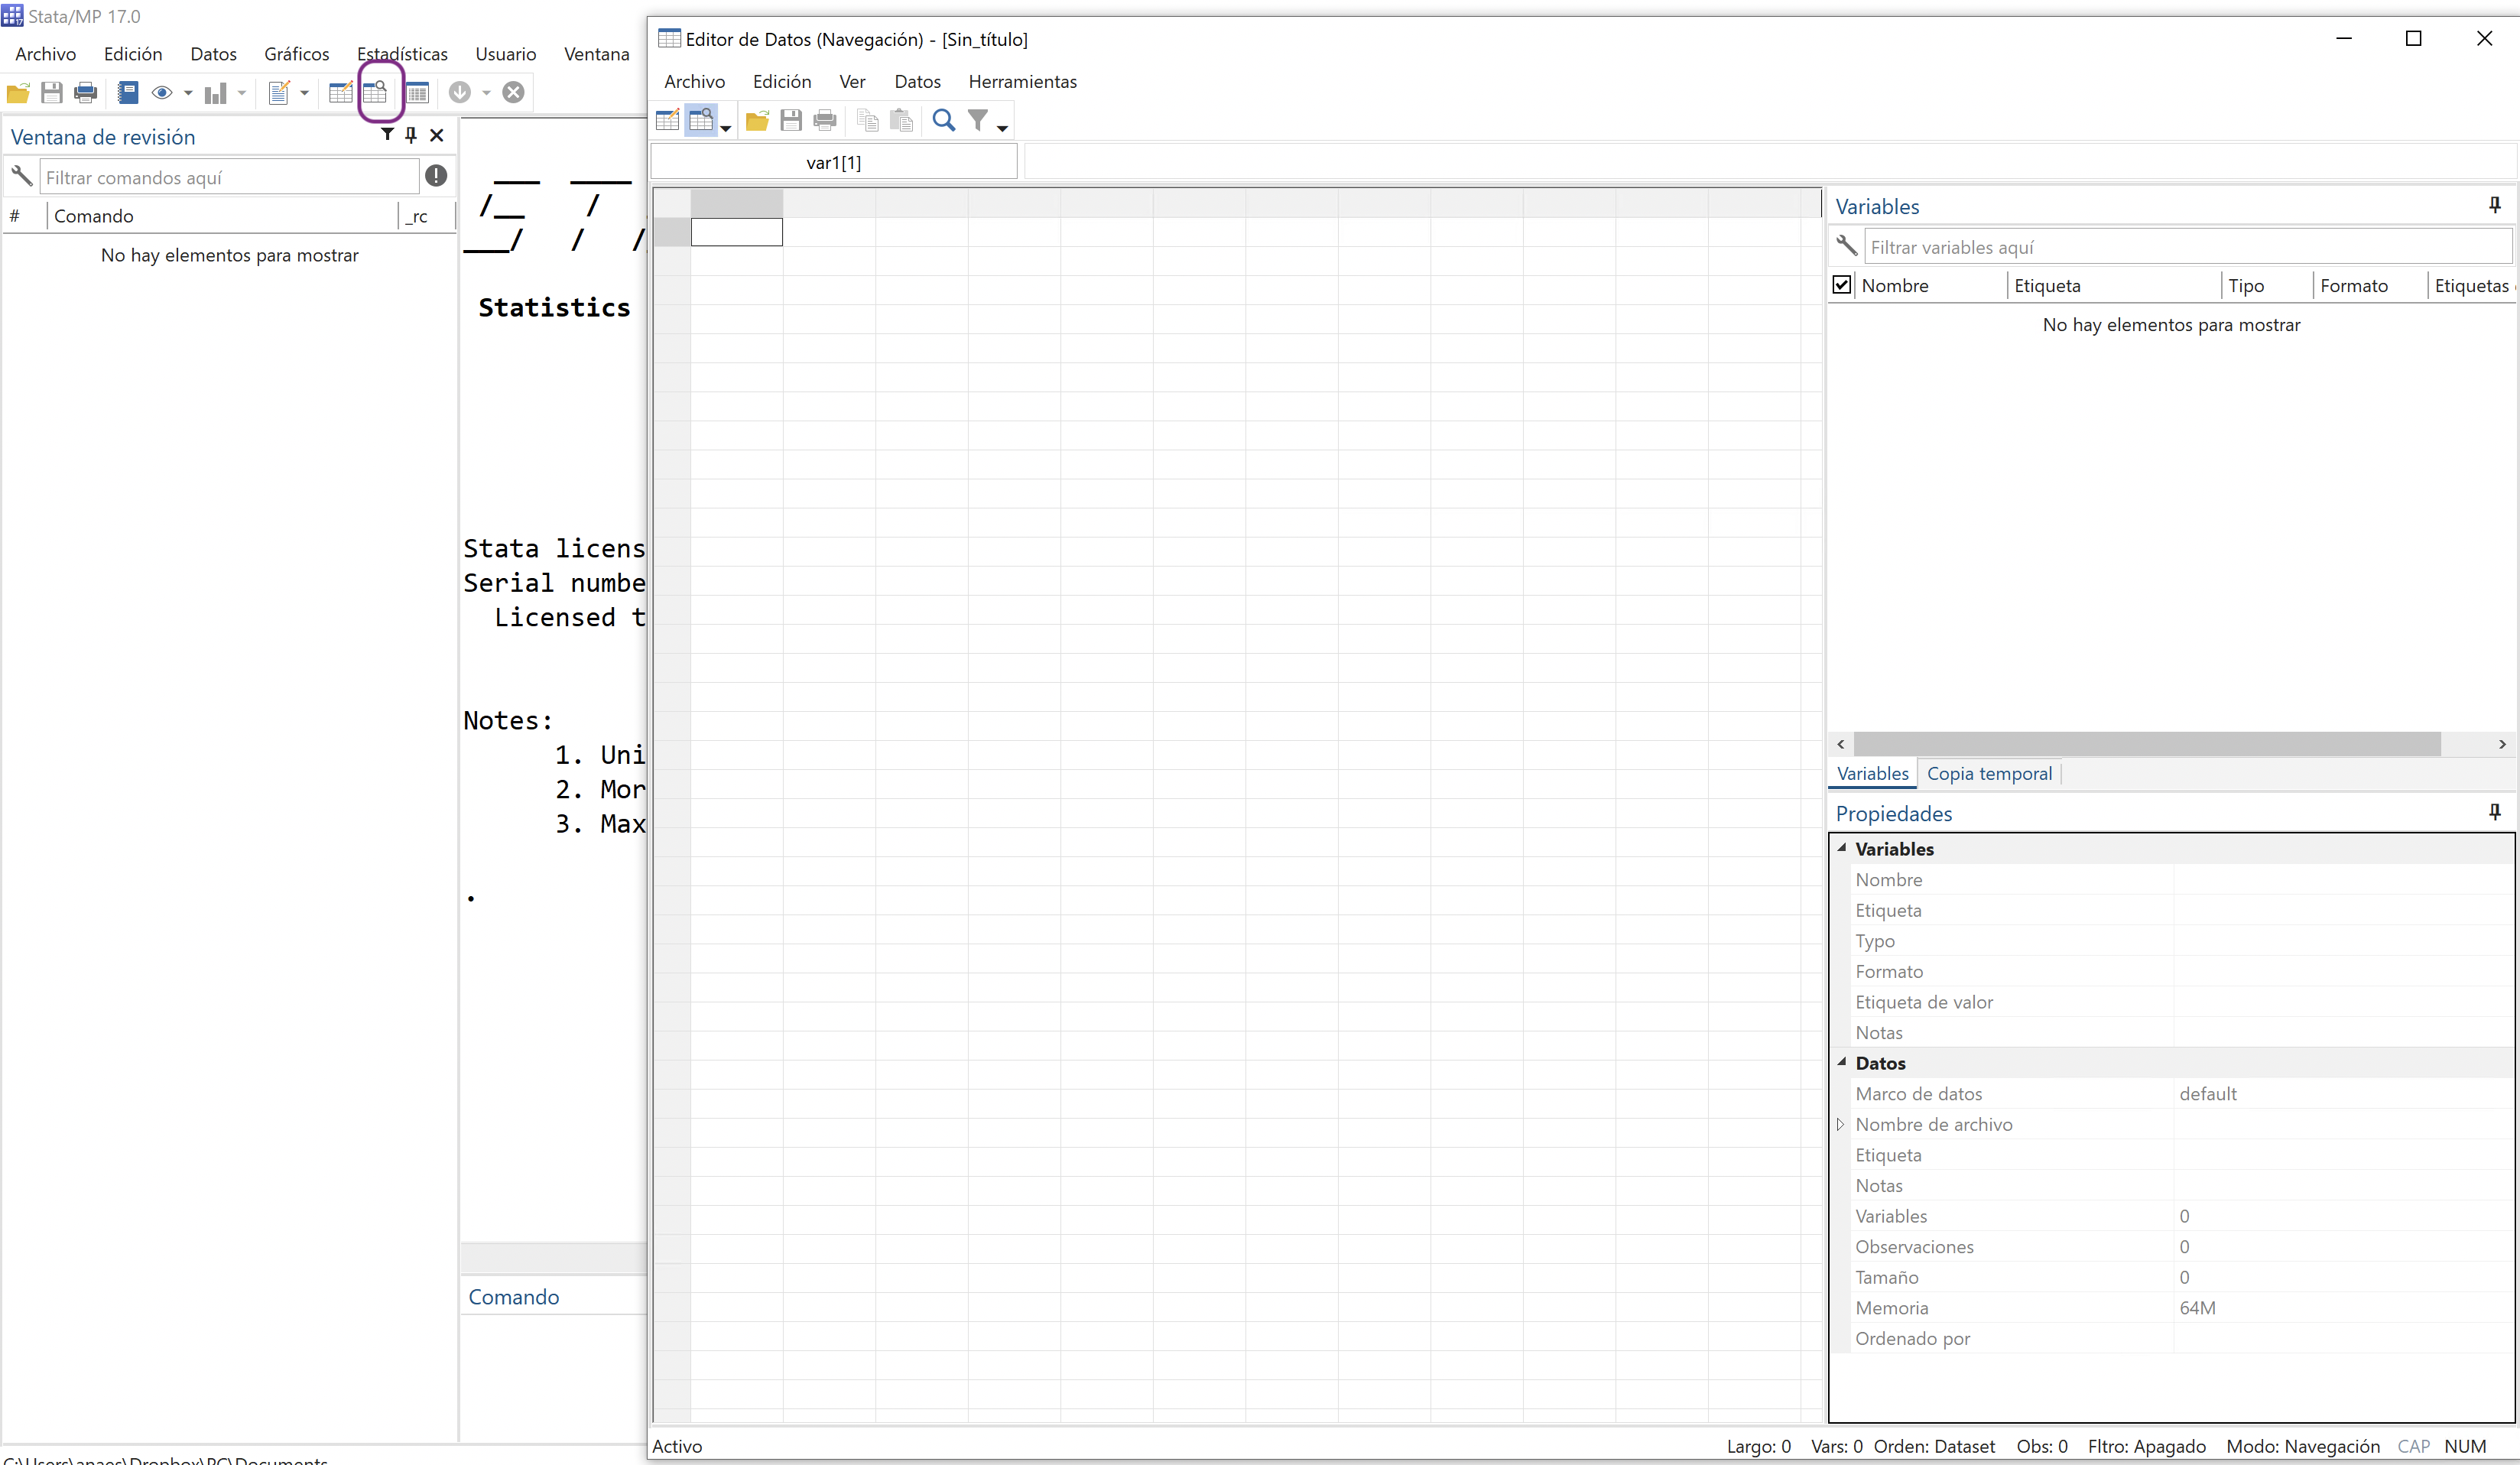 Stata/MP 17.0
Archivo Edición Datos Gráficos Estadísticas Usuario Ventana
Ventana de revisión
Filtrar comandos aquí
# Comando _rc
No hay elementos para mostrar
Statistics
Stata licens
Serial numbe
Licensed t
Notes:
1. Uni
2. Mor
3. Max
.
Comando
C:\Users\anaes\Dropbox\PC\Documents
Editor de Datos (Navegación) - [Sin_título]
Archivo Edición Ver Datos Herramientas
var1[1]
Variables
Filtrar variables aquí
Nombre Etiqueta Tipo Formato Etiquetas
No hay elementos para mostrar
Variables Copia temporal
Propiedades
Variables
Nombre
Etiqueta
Typo
Formato
Etiqueta de valor
Notas
Datos
Marco de datos default
Nombre de archivo
Etiqueta
Notas
Variables 0
Observaciones 0
Tamaño 0
Memoria 64M
Ordenado por
Activo Largo: 0 Vars: 0 Orden: Dataset Obs: 0 Fltro: Apagado Modo: Navegación CAP NUM